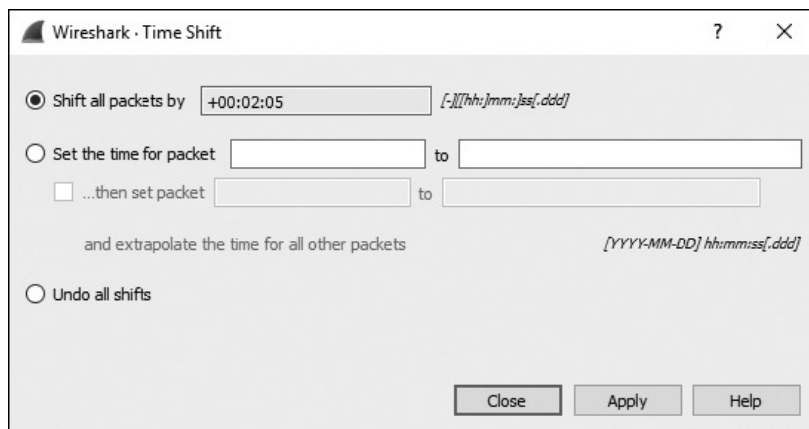 Wireshark · Time Shift
?
Shift all packets by +00:02:05 [-][[hh:]mm:]ss[.ddd]
Set the time for packet to
...then set packet to
and extrapolate the time for all other packets [YYYY-MM-DD] hh:mm:ss[.ddd]
Undo all shifts
Close Apply Help